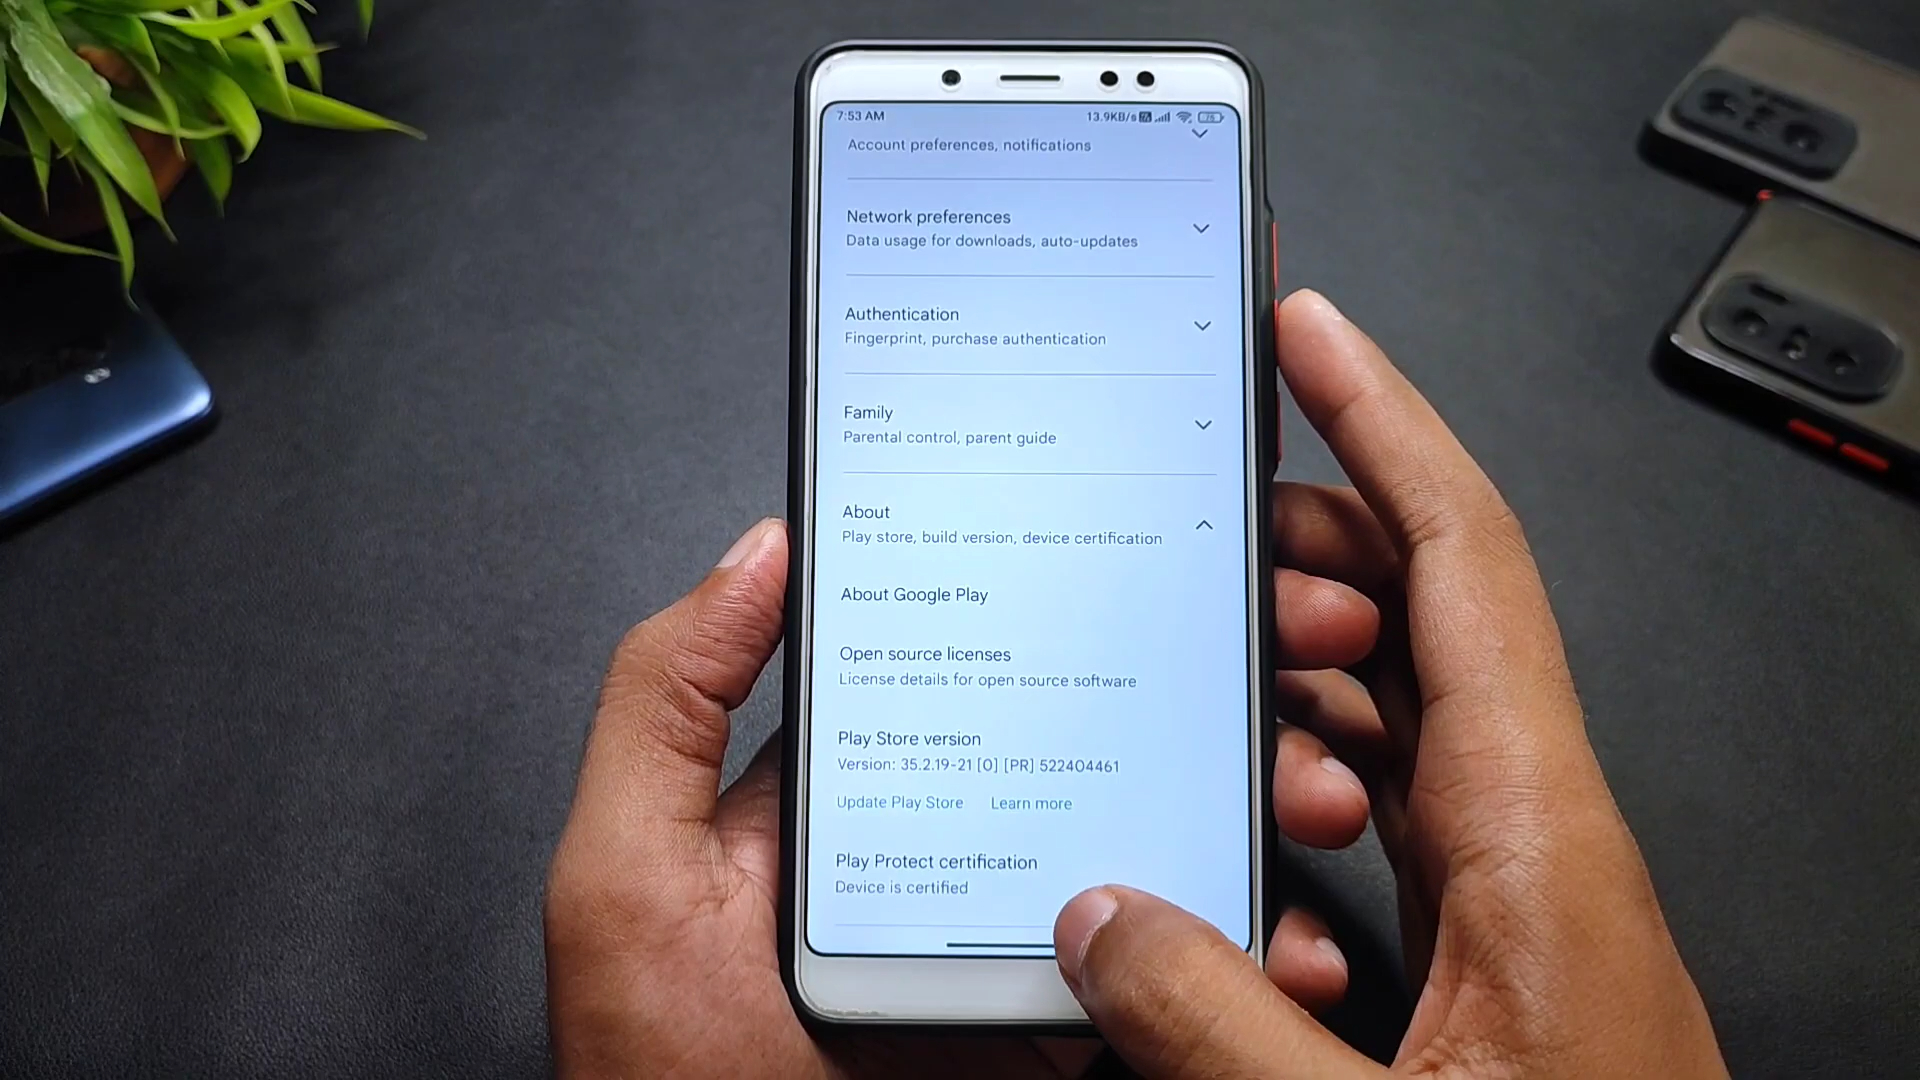 7:53 AM 13.9KB/s
Account preferences, notifications
Network preferences
Data usage for downloads, auto-updates
Authentication
Fingerprint, purchase authentication
Family
Parental control, parent guide
About
Play store, build version, device certification
About Google Play
Open source licenses
License details for open source software
Play Store version
Version: 35.2.19-21 [0] [PR] 522404461
Update Play Store Learn more
Play Protect certification
Device is certified